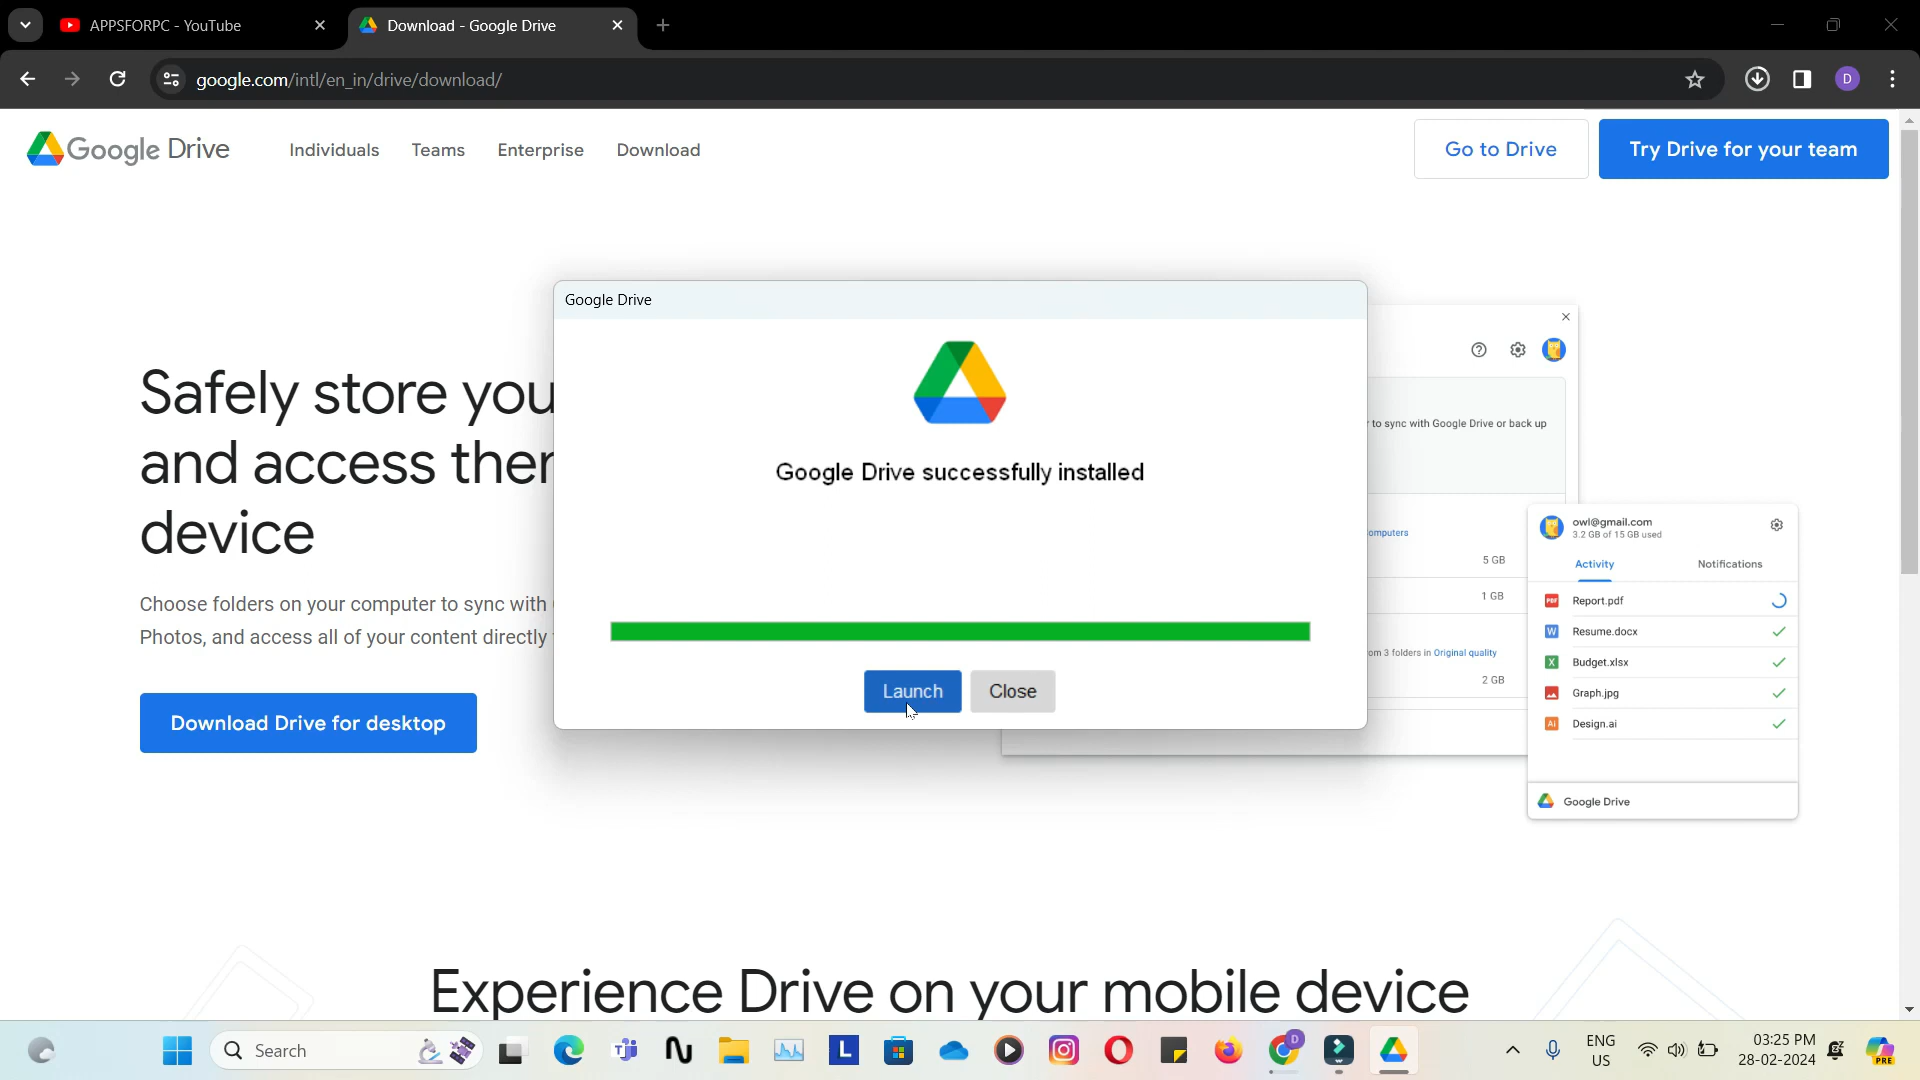 APPSFORPC - YouTube
Download - Google Drive
google.com/intl/en_in/drive/download/
D
Google Drive
Individuals
Teams
Enterprise
Download
Go to Drive
Try Drive for your team
Google Drive
Google Drive successfully installed
Launch
Close
Safely store you
and access ther
device
Choose folders on your computer to sync with
Photos, and access all of your content directly
Download Drive for desktop
to sync with Google Drive or back up
omputers
5 GB
1 GB
om 3 folders in Original quality
2 GB
owl@gmail.com
3.2 GB of 15 GB used
Activity
Notifications
PDF
Report.pdf
W
Resume.docx
X
Budget.xlsx
Graph.jpg
Ai
Design.ai
Google Drive
Experience Drive on your mobile device
Search
L
D
ENG
US
03:25 PM
28-02-2024
PRE